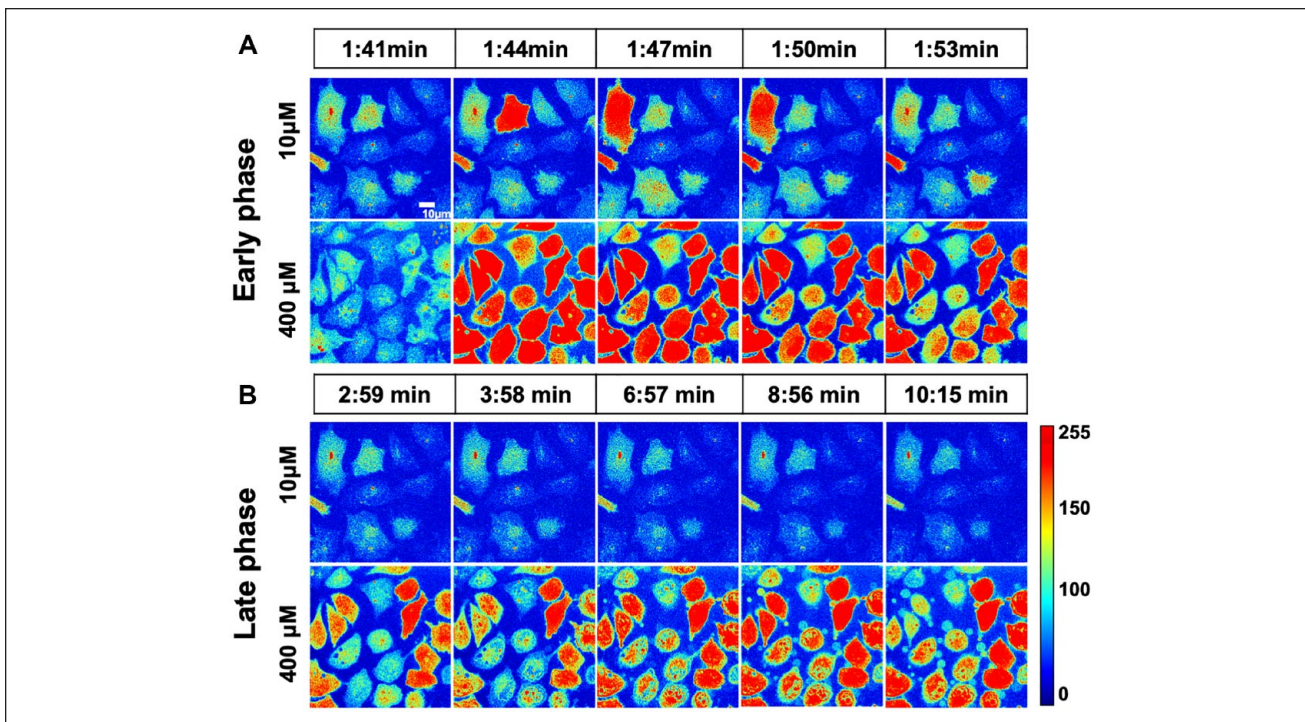 A
1:41min 1:44min 1:47min 1:50min 1:53min
Early phase
10µM
10µm
400 µM
B
2:59 min 3:58 min 6:57 min 8:56 min 10:15 min
Late phase
10µM
400 µM
255
150
100
0